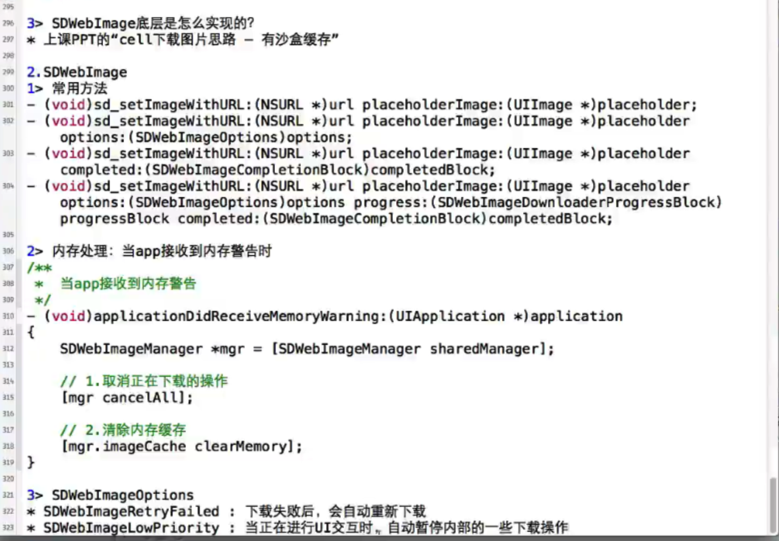 295
296 3> SDWebImage底层是怎么实现的?
297 * 上课PPT的“cell下载图片思路 – 有沙盒缓存”
298
299 2.SDWebImage
300 1> 常用方法
301 - (void)sd_setImageWithURL:(NSURL *)url placeholderImage:(UIImage *)placeholder;
302 - (void)sd_setImageWithURL:(NSURL *)url placeholderImage:(UIImage *)placeholder
options:(SDWebImageOptions)options;
303 - (void)sd_setImageWithURL:(NSURL *)url placeholderImage:(UIImage *)placeholder
completed:(SDWebImageCompletionBlock)completedBlock;
304 - (void)sd_setImageWithURL:(NSURL *)url placeholderImage:(UIImage *)placeholder
options:(SDWebImageOptions)options progress:(SDWebImageDownloaderProgressBlock)
progressBlock completed:(SDWebImageCompletionBlock)completedBlock;
305
306 2> 内存处理：当app接收到内存警告时
307 /**
308 * 当app接收到内存警告
309 */
310 - (void)applicationDidReceiveMemoryWarning:(UIApplication *)application
311 {
312 SDWebImageManager *mgr = [SDWebImageManager sharedManager];
313
314 // 1.取消正在下载的操作
315 [mgr cancelAll];
316
317 // 2.清除内存缓存
318 [mgr.imageCache clearMemory];
319 }
320
321 3> SDWebImageOptions
322 * SDWebImageRetryFailed : 下载失败后，会自动重新下载
323 * SDWebImageLowPriority : 当正在进行UI交互时，自动暂停内部的一些下载操作